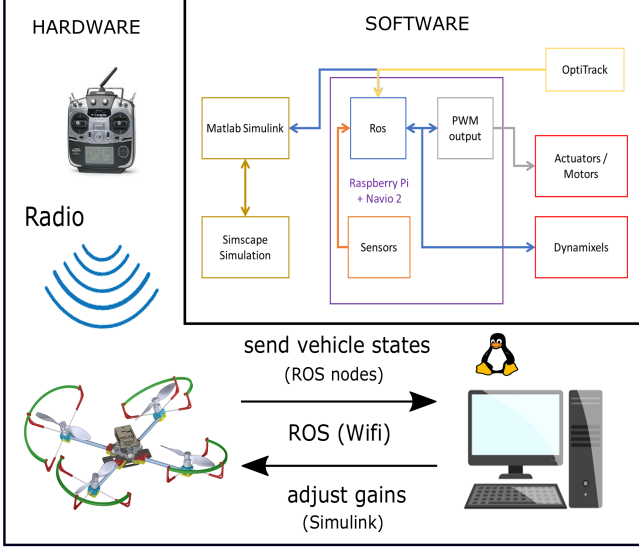 HARDWARE
SOFTWARE
OptiTrack
Matlab Simulink
Ros
PWM
output
Actuators /
Motors
Raspberry Pi
+ Navio 2
Simscape
Simulation
Sensors
Dynamixels
Radio
send vehicle states
(ROS nodes)
ROS (Wifi)
adjust gains
(Simulink)